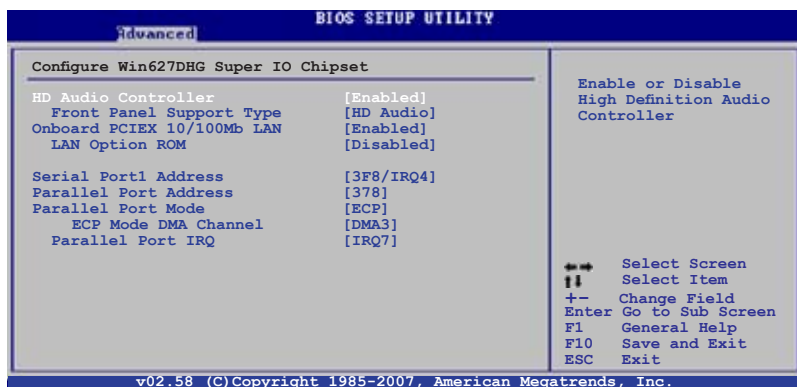 BIOS SETUP UTILITY
Advanced
Configure Win627DHG Super IO Chipset
HD Audio Controller [Enabled]
Front Panel Support Type [HD Audio]
Onboard PCIEX 10/100Mb LAN [Enabled]
LAN Option ROM [Disabled]
Serial Port1 Address [3F8/IRQ4]
Parallel Port Address [378]
Parallel Port Mode [ECP]
ECP Mode DMA Channel [DMA3]
Parallel Port IRQ [IRQ7]
Enable or Disable
High Definition Audio
Controller
←→ Select Screen
↑↓ Select Item
+- Change Field
Enter Go to Sub Screen
F1 General Help
F10 Save and Exit
ESC Exit
v02.58 (C)Copyright 1985-2007, American Megatrends, Inc.